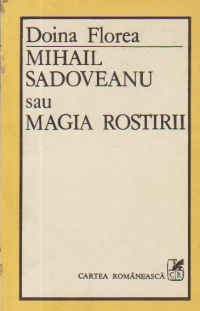 Doina Florea
MIHAIL
SADOVEANU
sau
MAGIA ROSTIRII
CARTEA ROMÂNEASCĂ
CR